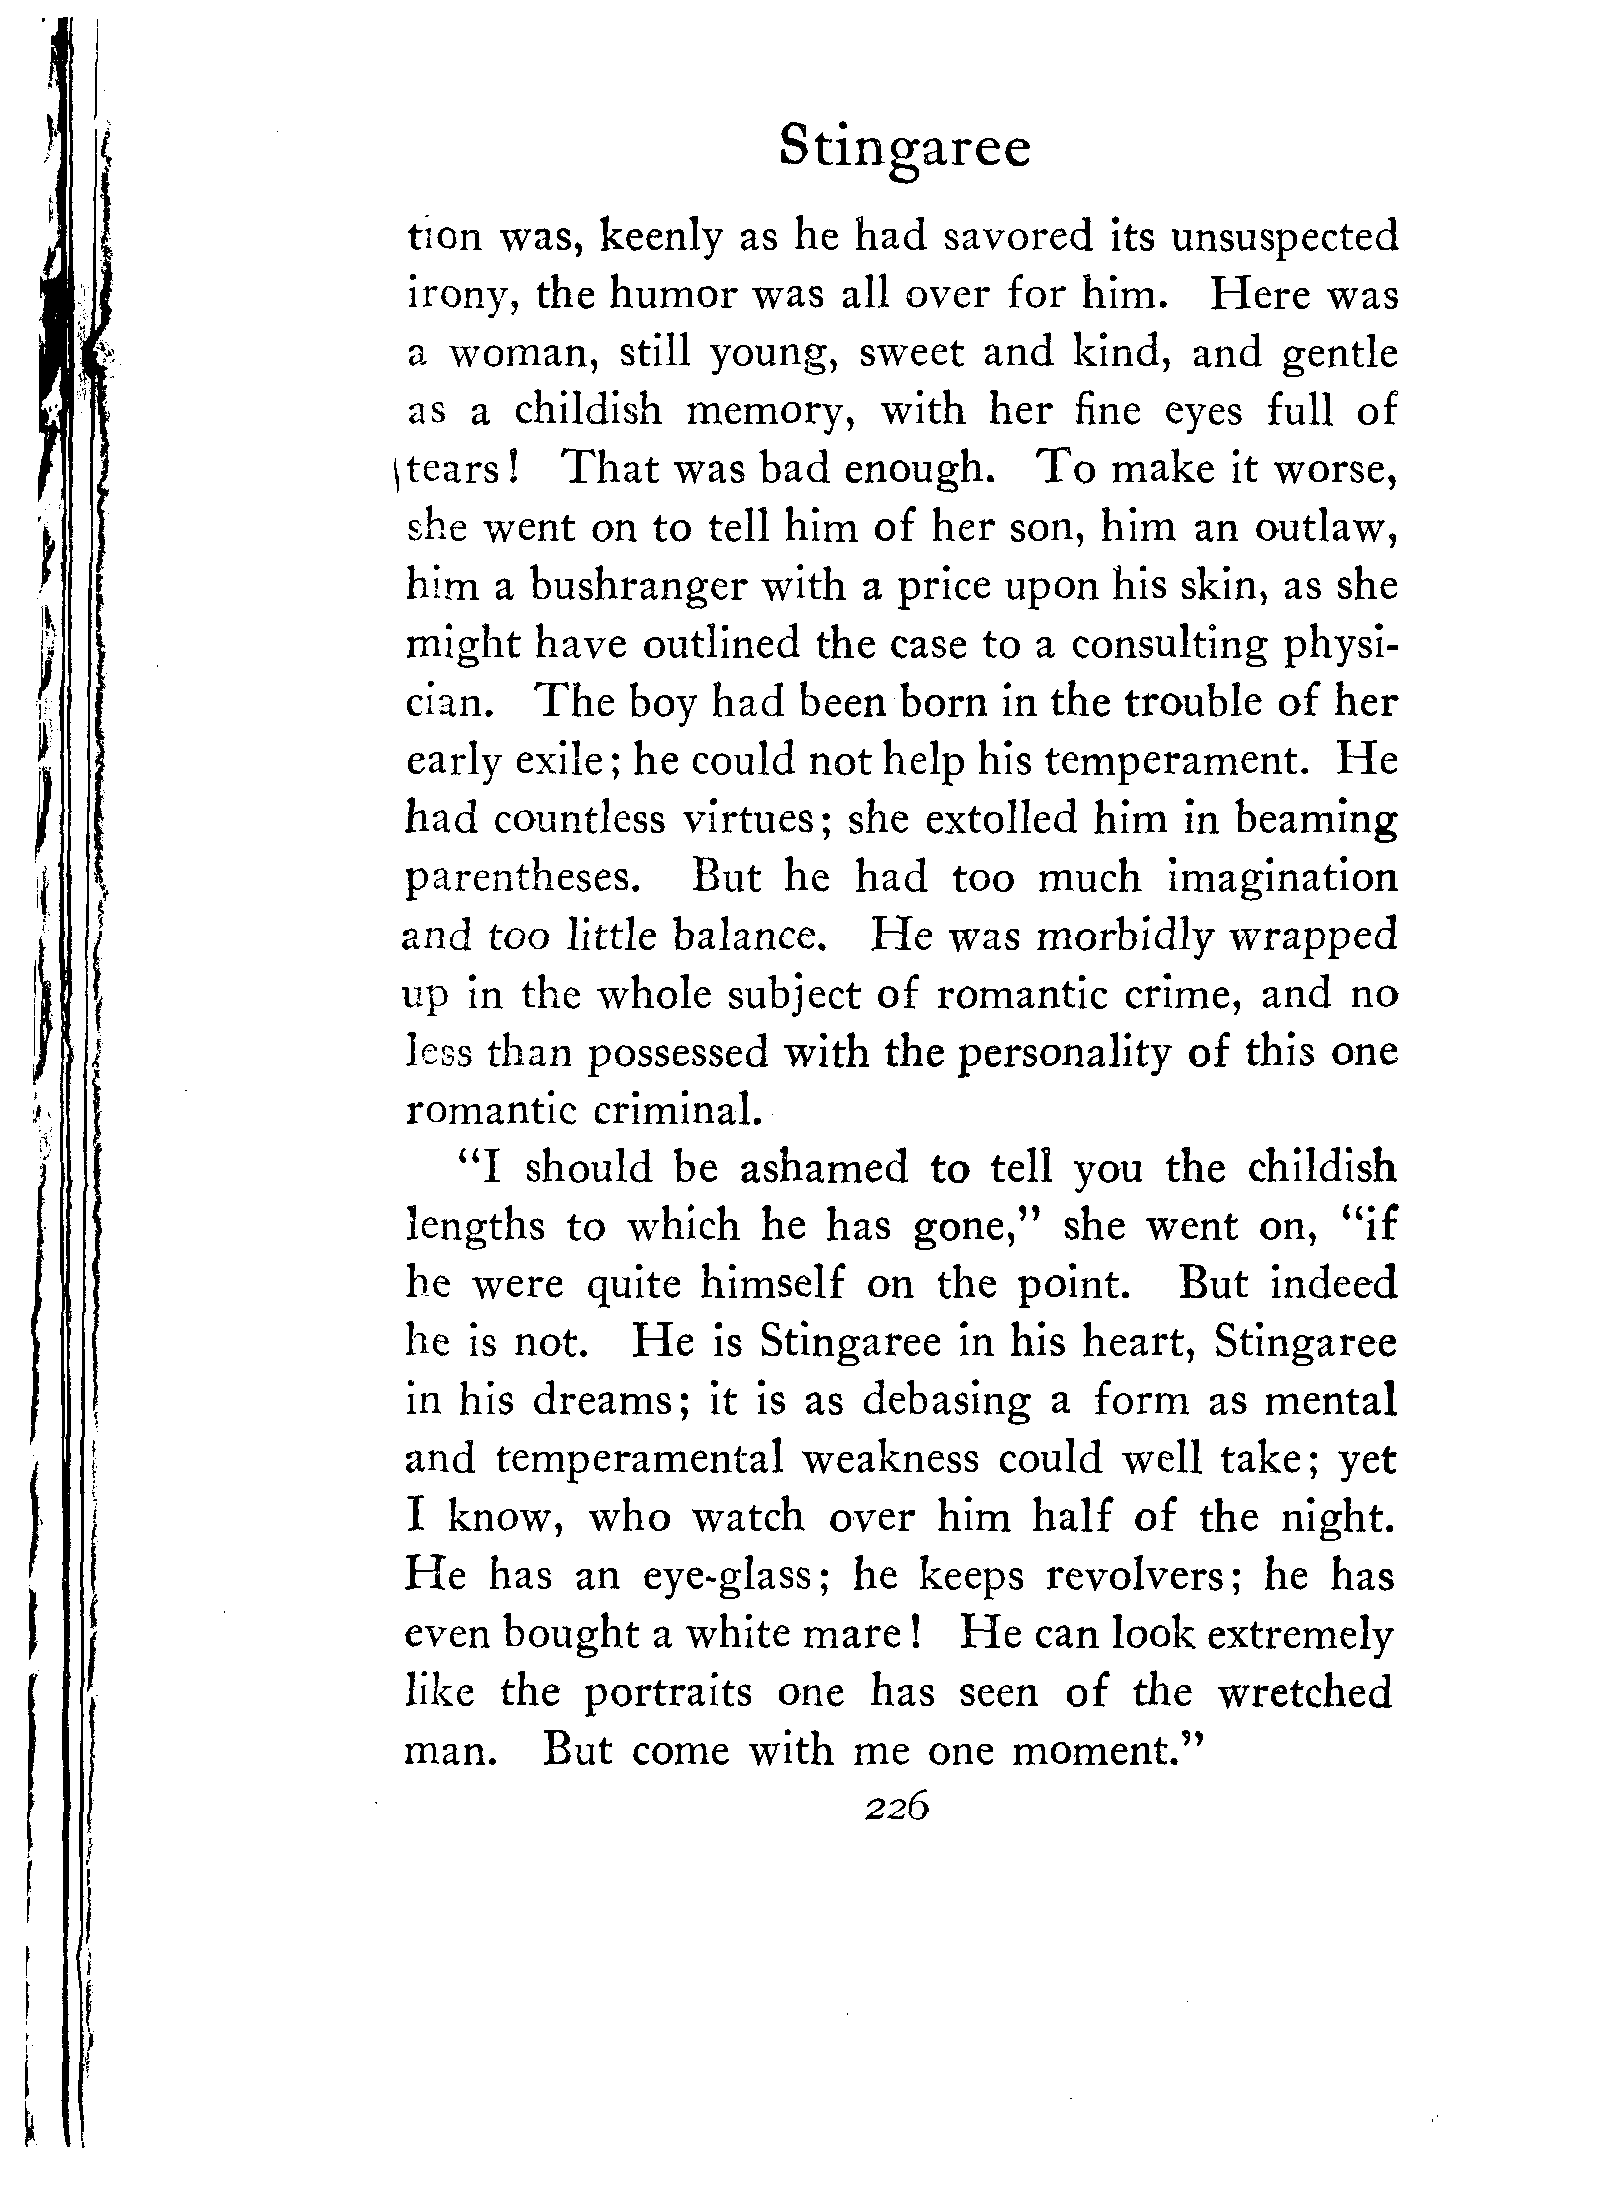 Stingaree
tion was, keenly as he had savored its unsuspected
irony, the humor was all over for him. Here was
a woman, still young, sweet and kind, and gentle
as a childish memory, with her fine eyes full of
tears! That was bad enough. To make it worse,
she went on to tell him of her son, him an outlaw,
him a bushranger with a price upon his skin, as she
might have outlined the case to a consulting physi-
cian. The boy had been born in the trouble of her
early exile; he could not help his temperament. He
had countless virtues; she extolled him in beaming
parentheses. But he had too much imagination
and too little balance. He was morbidly wrapped
up in the whole subject of romantic crime, and no
less than possessed with the personality of this one
romantic criminal.
"I should be ashamed to tell you the childish
lengths to which he has gone," she went on, "if
he were quite himself on the point. But indeed
he is not. He is Stingaree in his heart, Stingaree
in his dreams; it is as debasing a form as mental
and temperamental weakness could well take; yet
I know, who watch over him half of the night.
He has an eye-glass; he keeps revolvers; he has
even bought a white mare! He can look extremely
like the portraits one has seen of the wretched
man. But come with me one moment."
226